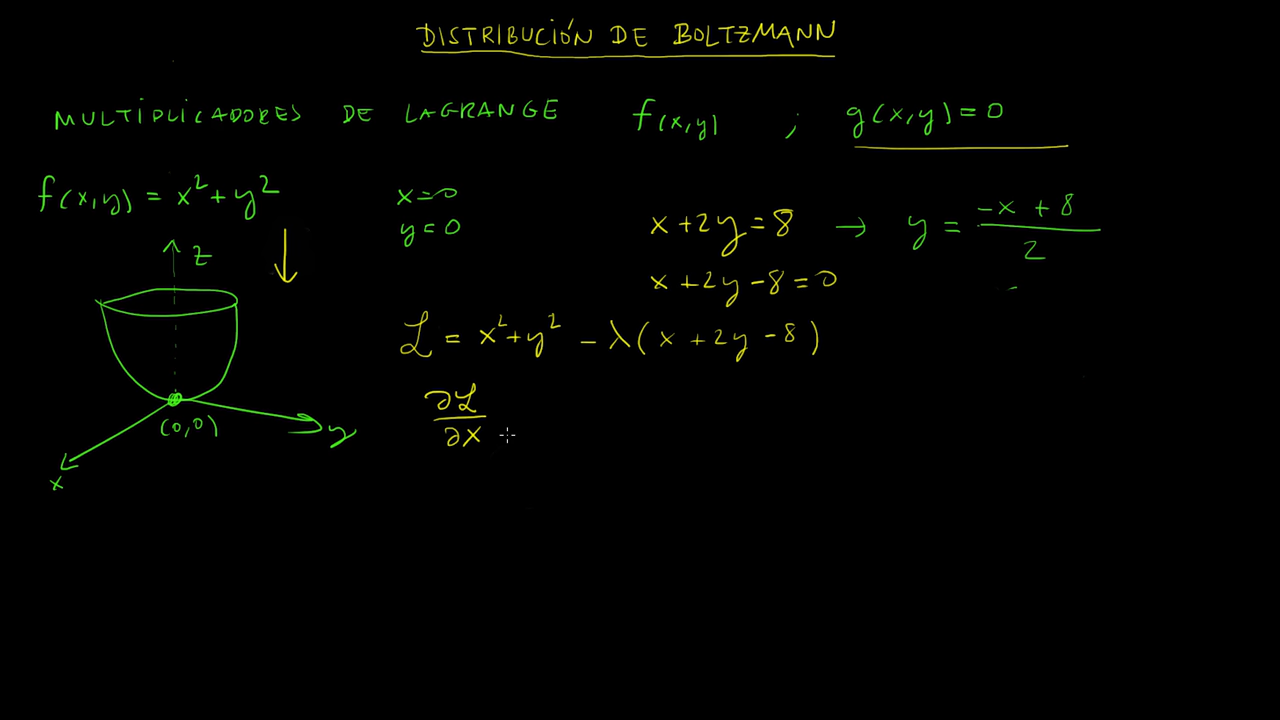 DISTRIBUCIÓN DE BOLTZMANN
MULTIPLICADORES DE LAGRANGE f(x,y) ; g(x,y)=0
f(x,y) = x²+y²
x=0
y=0
x+2y=8 → y = (-x+8)/2
x+2y-8=0
z
ℒ = x²+y² - λ(x+2y-8)
∂ℒ/∂x
(0,0)
y
x